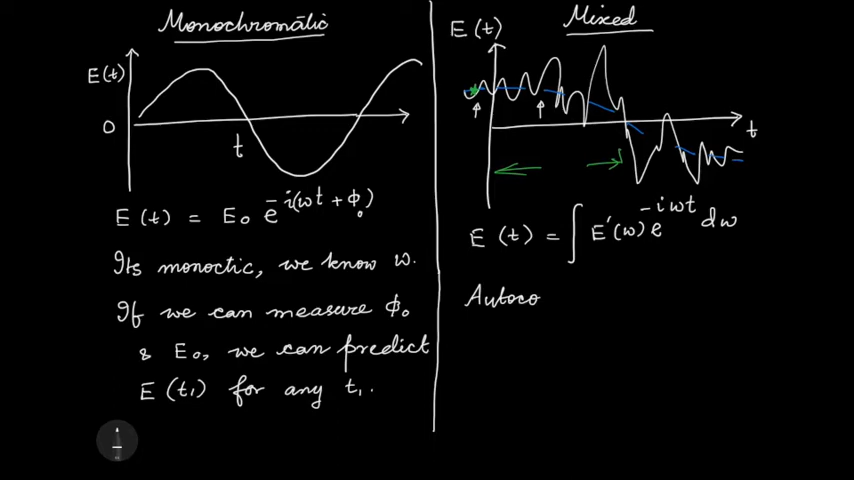 Monochromatic
E(t)
0
t
E(t) = E₀ e^-i(ωt + ϕ₀)
Its monoctic, we know ω.
If we can measure ϕ₀
& E₀, we can predict
E(t₁) for any t₁.
Mixed
E(t)
t
E(t) = ∫ E'(ω) e^-iωt dω
Autoco